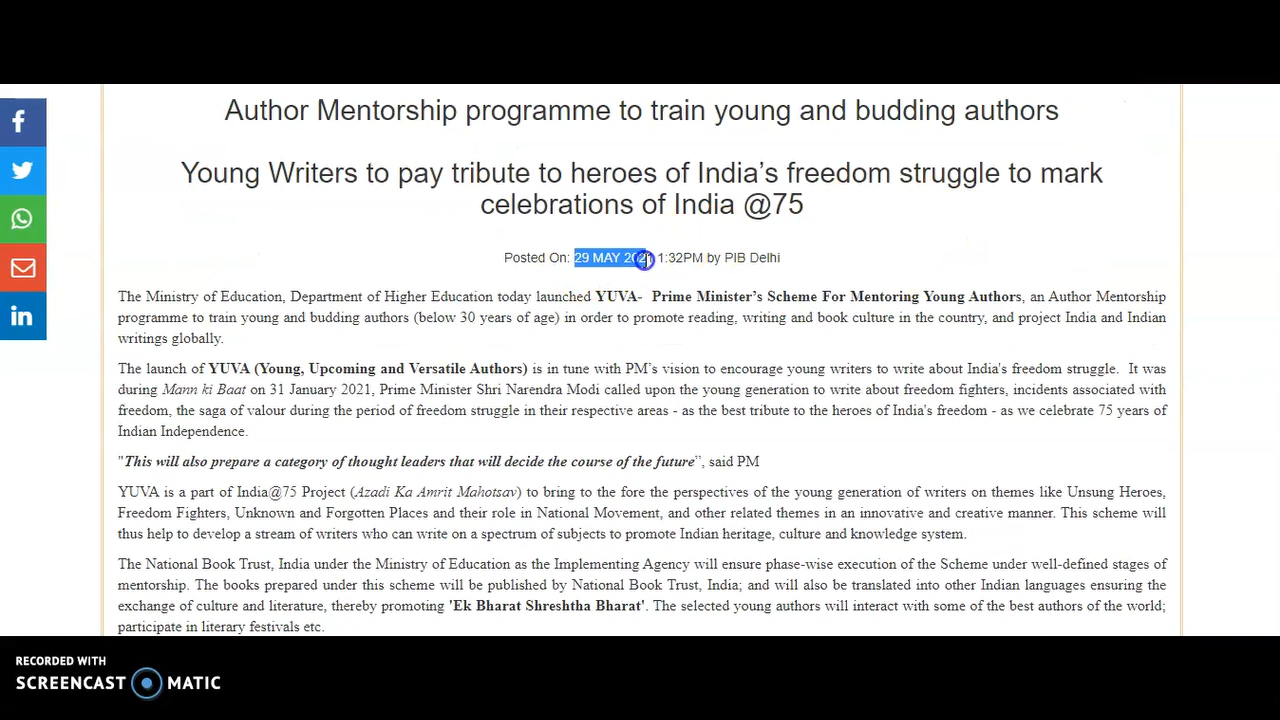 Author Mentorship programme to train young and budding authors
Young Writers to pay tribute to heroes of India’s freedom struggle to mark
celebrations of India @75
Posted On: 29 MAY 2021 1:32PM by PIB Delhi
The Ministry of Education, Department of Higher Education today launched YUVA- Prime Minister’s Scheme For Mentoring Young Authors, an Author Mentorship
programme to train young and budding authors (below 30 years of age) in order to promote reading, writing and book culture in the country, and project India and Indian
writings globally.
The launch of YUVA (Young, Upcoming and Versatile Authors) is in tune with PM’s vision to encourage young writers to write about India's freedom struggle. It was
during Mann ki Baat on 31 January 2021, Prime Minister Shri Narendra Modi called upon the young generation to write about freedom fighters, incidents associated with
freedom, the saga of valour during the period of freedom struggle in their respective areas - as the best tribute to the heroes of India's freedom - as we celebrate 75 years of
Indian Independence.
"This will also prepare a category of thought leaders that will decide the course of the future”, said PM
YUVA is a part of India@75 Project (Azadi Ka Amrit Mahotsav) to bring to the fore the perspectives of the young generation of writers on themes like Unsung Heroes,
Freedom Fighters, Unknown and Forgotten Places and their role in National Movement, and other related themes in an innovative and creative manner. This scheme will
thus help to develop a stream of writers who can write on a spectrum of subjects to promote Indian heritage, culture and knowledge system.
The National Book Trust, India under the Ministry of Education as the Implementing Agency will ensure phase-wise execution of the Scheme under well-defined stages of
mentorship. The books prepared under this scheme will be published by National Book Trust, India; and will also be translated into other Indian languages ensuring the
exchange of culture and literature, thereby promoting 'Ek Bharat Shreshtha Bharat'. The selected young authors will interact with some of the best authors of the world;
participate in literary festivals etc.
RECORDED WITH
SCREENCAST MATIC